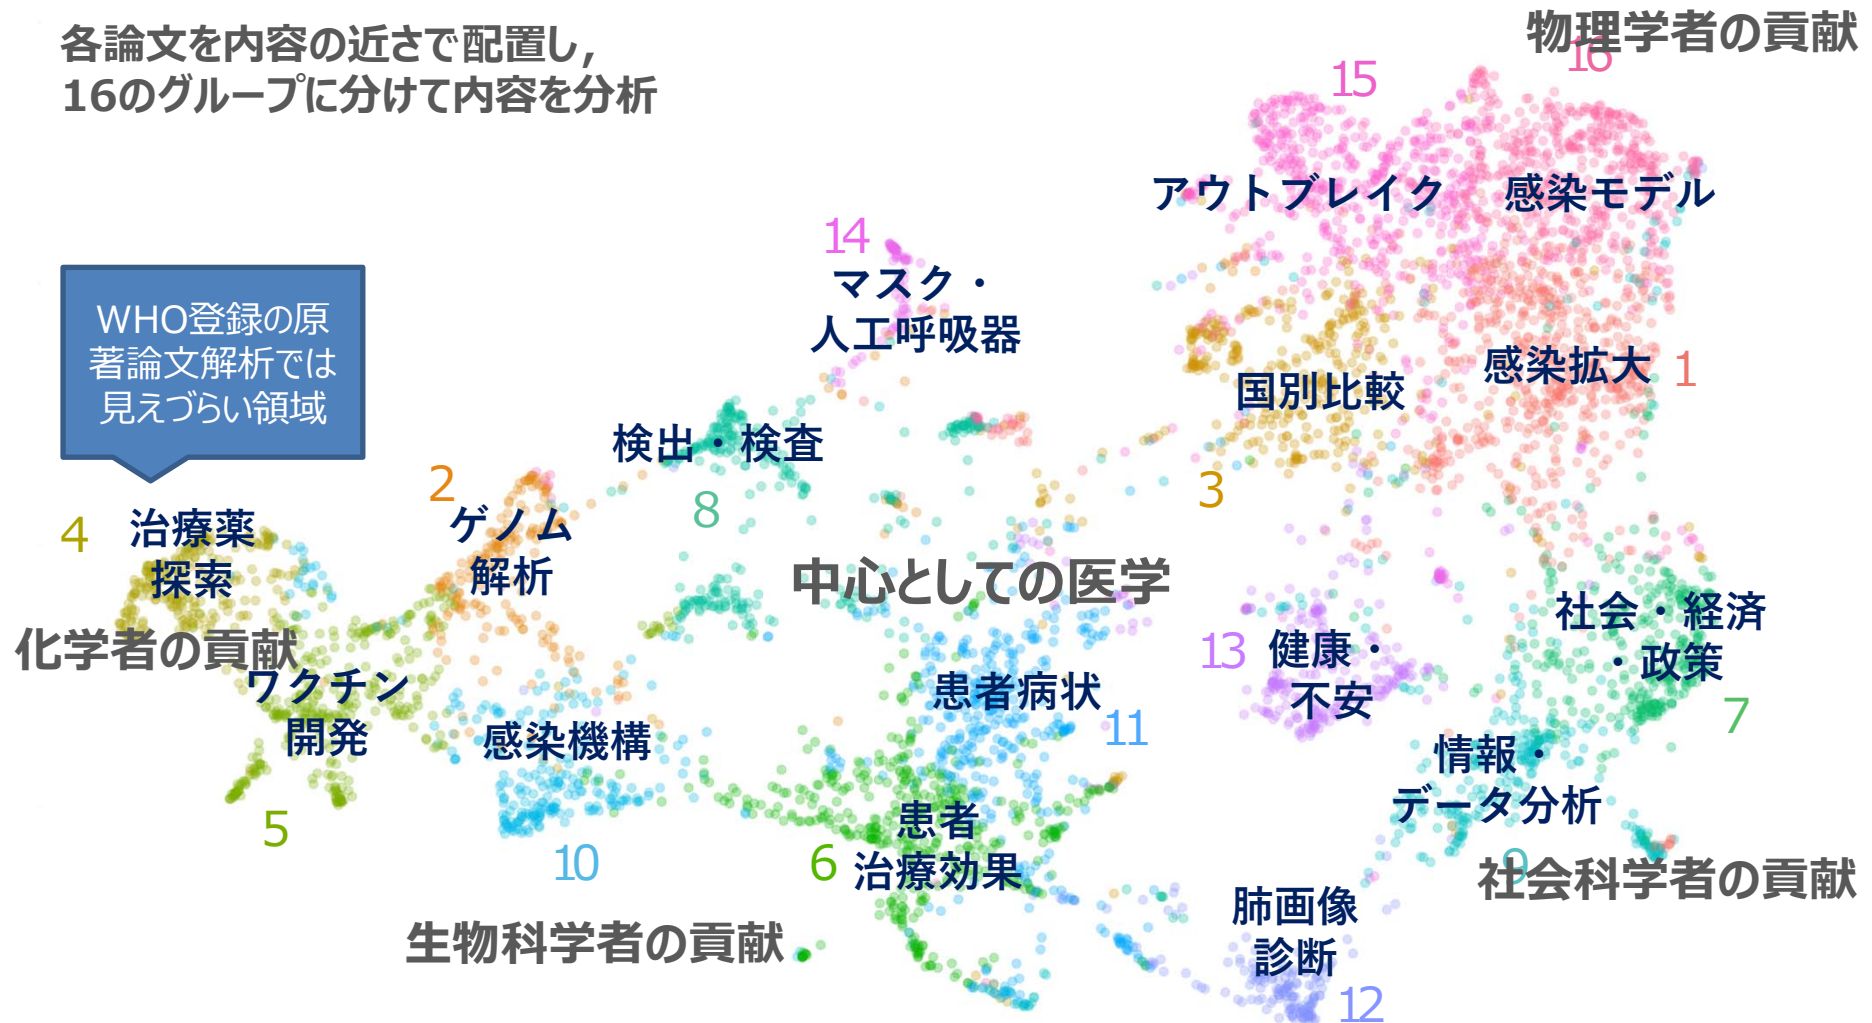 各論文を内容の近さで配置し,
16のグループに分けて内容を分析
物理学者の貢献
16
15
アウトブレイク
感染モデル
14
マスク・
人工呼吸器
WHO登録の原
著論文解析では
見えづらい領域
国別比較
感染拡大
1
検出・検査
8
2
3
4
治療薬
探索
ゲノム
解析
中心としての医学
化学者の貢献
ワクチン
開発
5
感染機構
10
患者病状
11
13
健康・
不安
社会・経済
・政策
7
情報・
データ分析
9
患者
治療効果
6
社会科学者の貢献
生物科学者の貢献
肺画像
診断
12